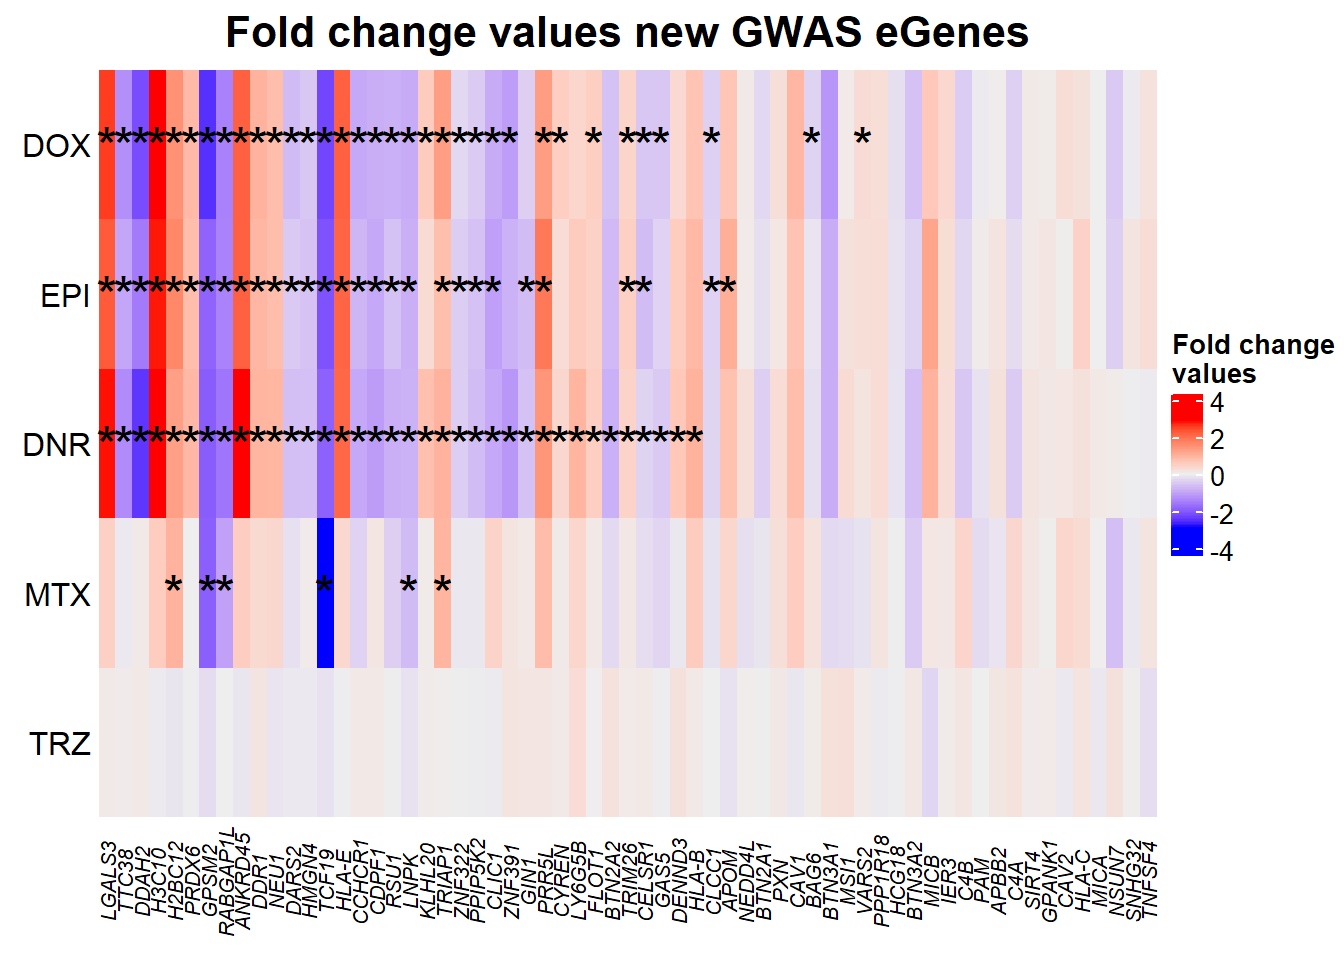 Fold change values new GWAS eGenes
DOX
EPI
DNR
MTX
TRZ
Fold change
values
4
2
0
-2
-4
LGALS3
TTC38
DDAH2
H3C10
H2BC12
PRDX6
GPSM2
RABGAP1L
ANKRD45
DDR1
NEU1
DARS2
HMGN4
TCF19
HLA-E
CCHCR1
CDPF1
RSU1
LNPK
KLHL20
TRIAP1
ZNF322
PPIP5K2
CLIC1
ZNF391
GIN1
PRR5L
CYREN
LY6G5B
FLOT1
BTN2A2
TRIM26
CELSR1
GAS5
DENND3
HLA-B
CLCC1
APOM
NEDD4L
BTN2A1
PXN
CAV1
BAG6
BTN3A1
MSI1
VARS2
PPP1R18
HCG18
BTN3A2
MICB
IER3
C4B
PAM
APBB2
C4A
SIRT4
GPANK1
CAV2
HLA-C
MICA
NSUN7
SNHG32
TNFSF4